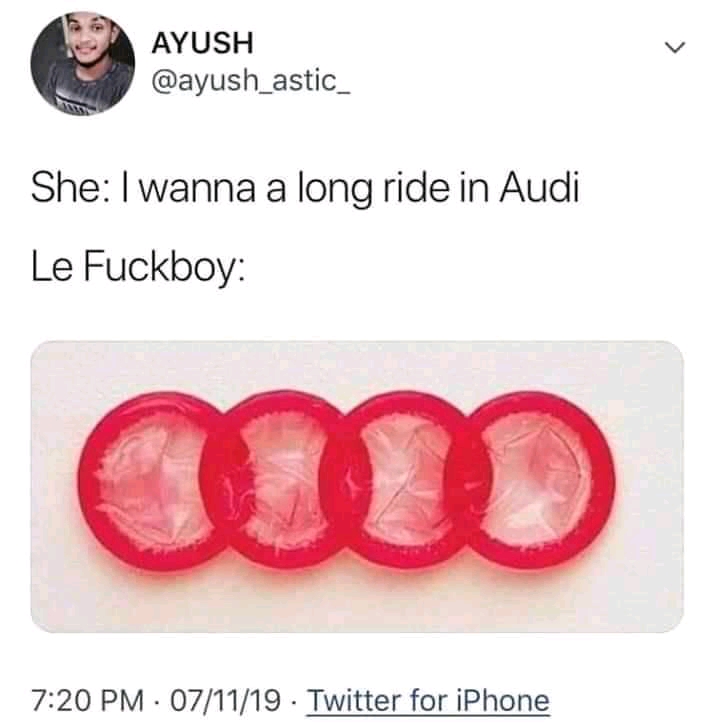 AYUSH
@ayush_astic_
She: I wanna a long ride in Audi
Le Fuckboy:
7:20 PM · 07/11/19 · Twitter for iPhone